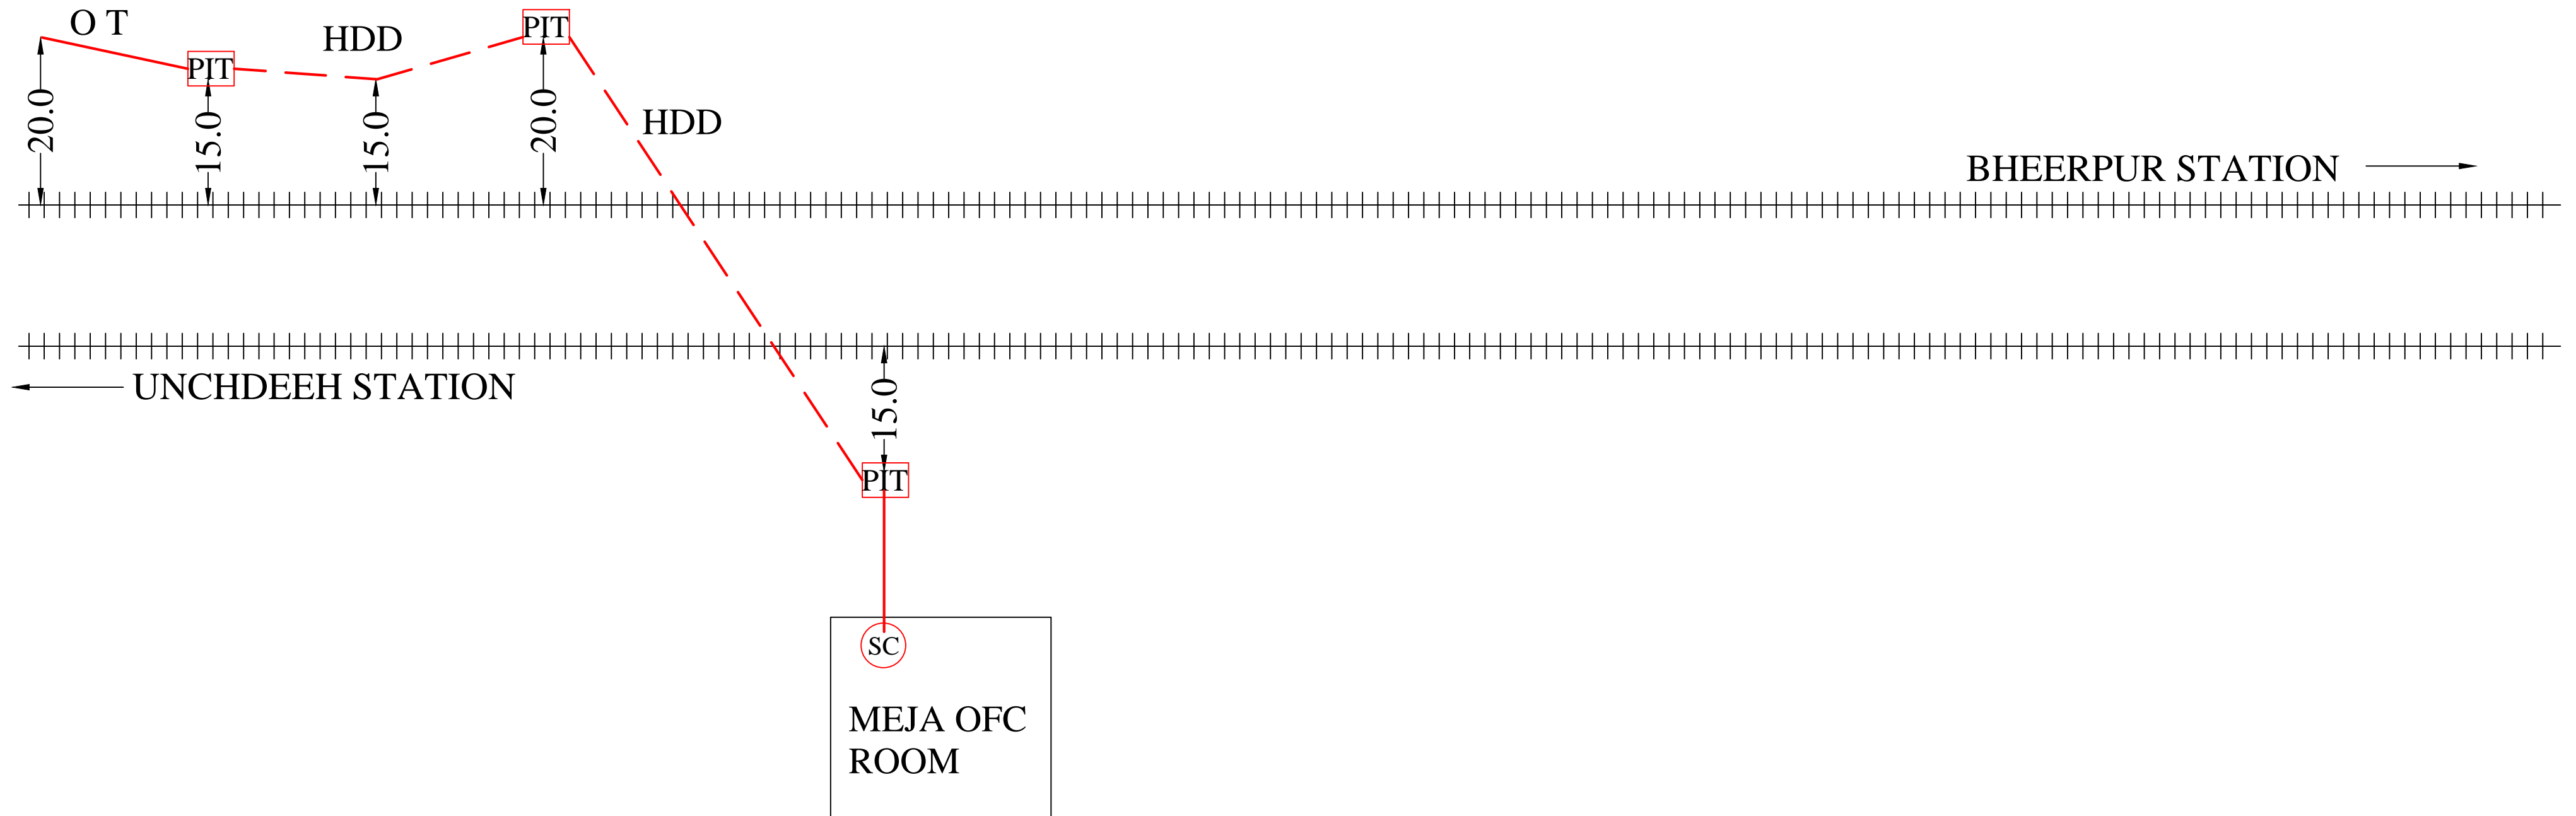 O T
HDD
PIT
PIT
20.0
15.0
15.0
20.0
HDD
BHEERPUR STATION
UNCHDEEH STATION
15.0
PIT
SC
MEJA OFC
ROOM